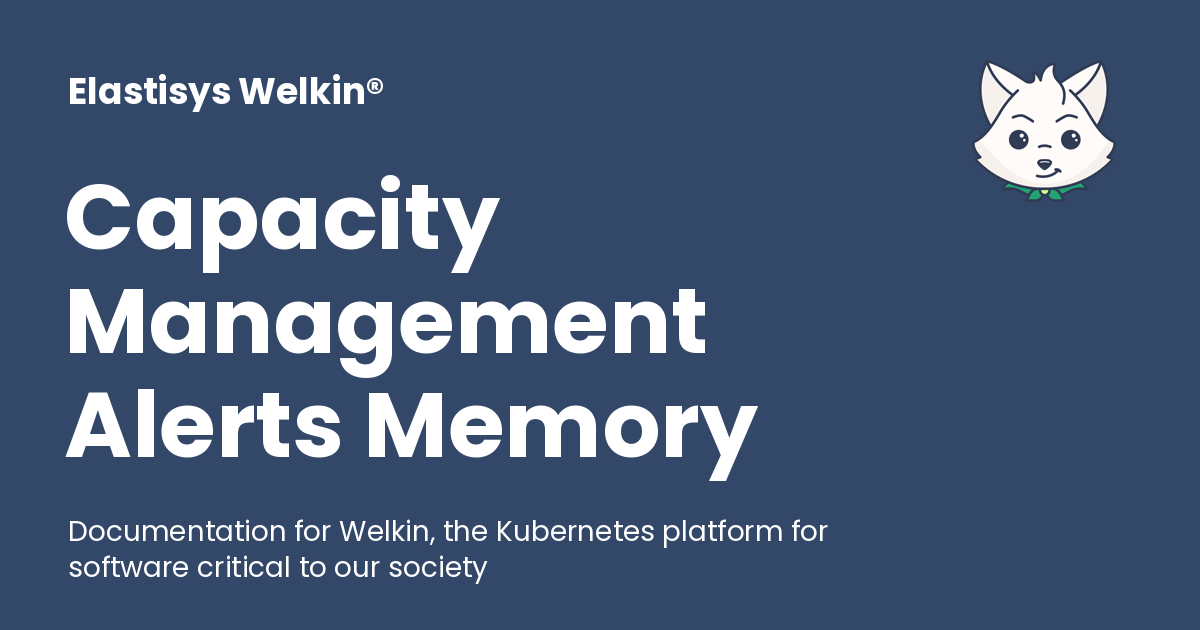 Elastisys Welkin®
Capacity
Management
Alerts Memory
Documentation for Welkin, the Kubernetes platform for
software critical to our society